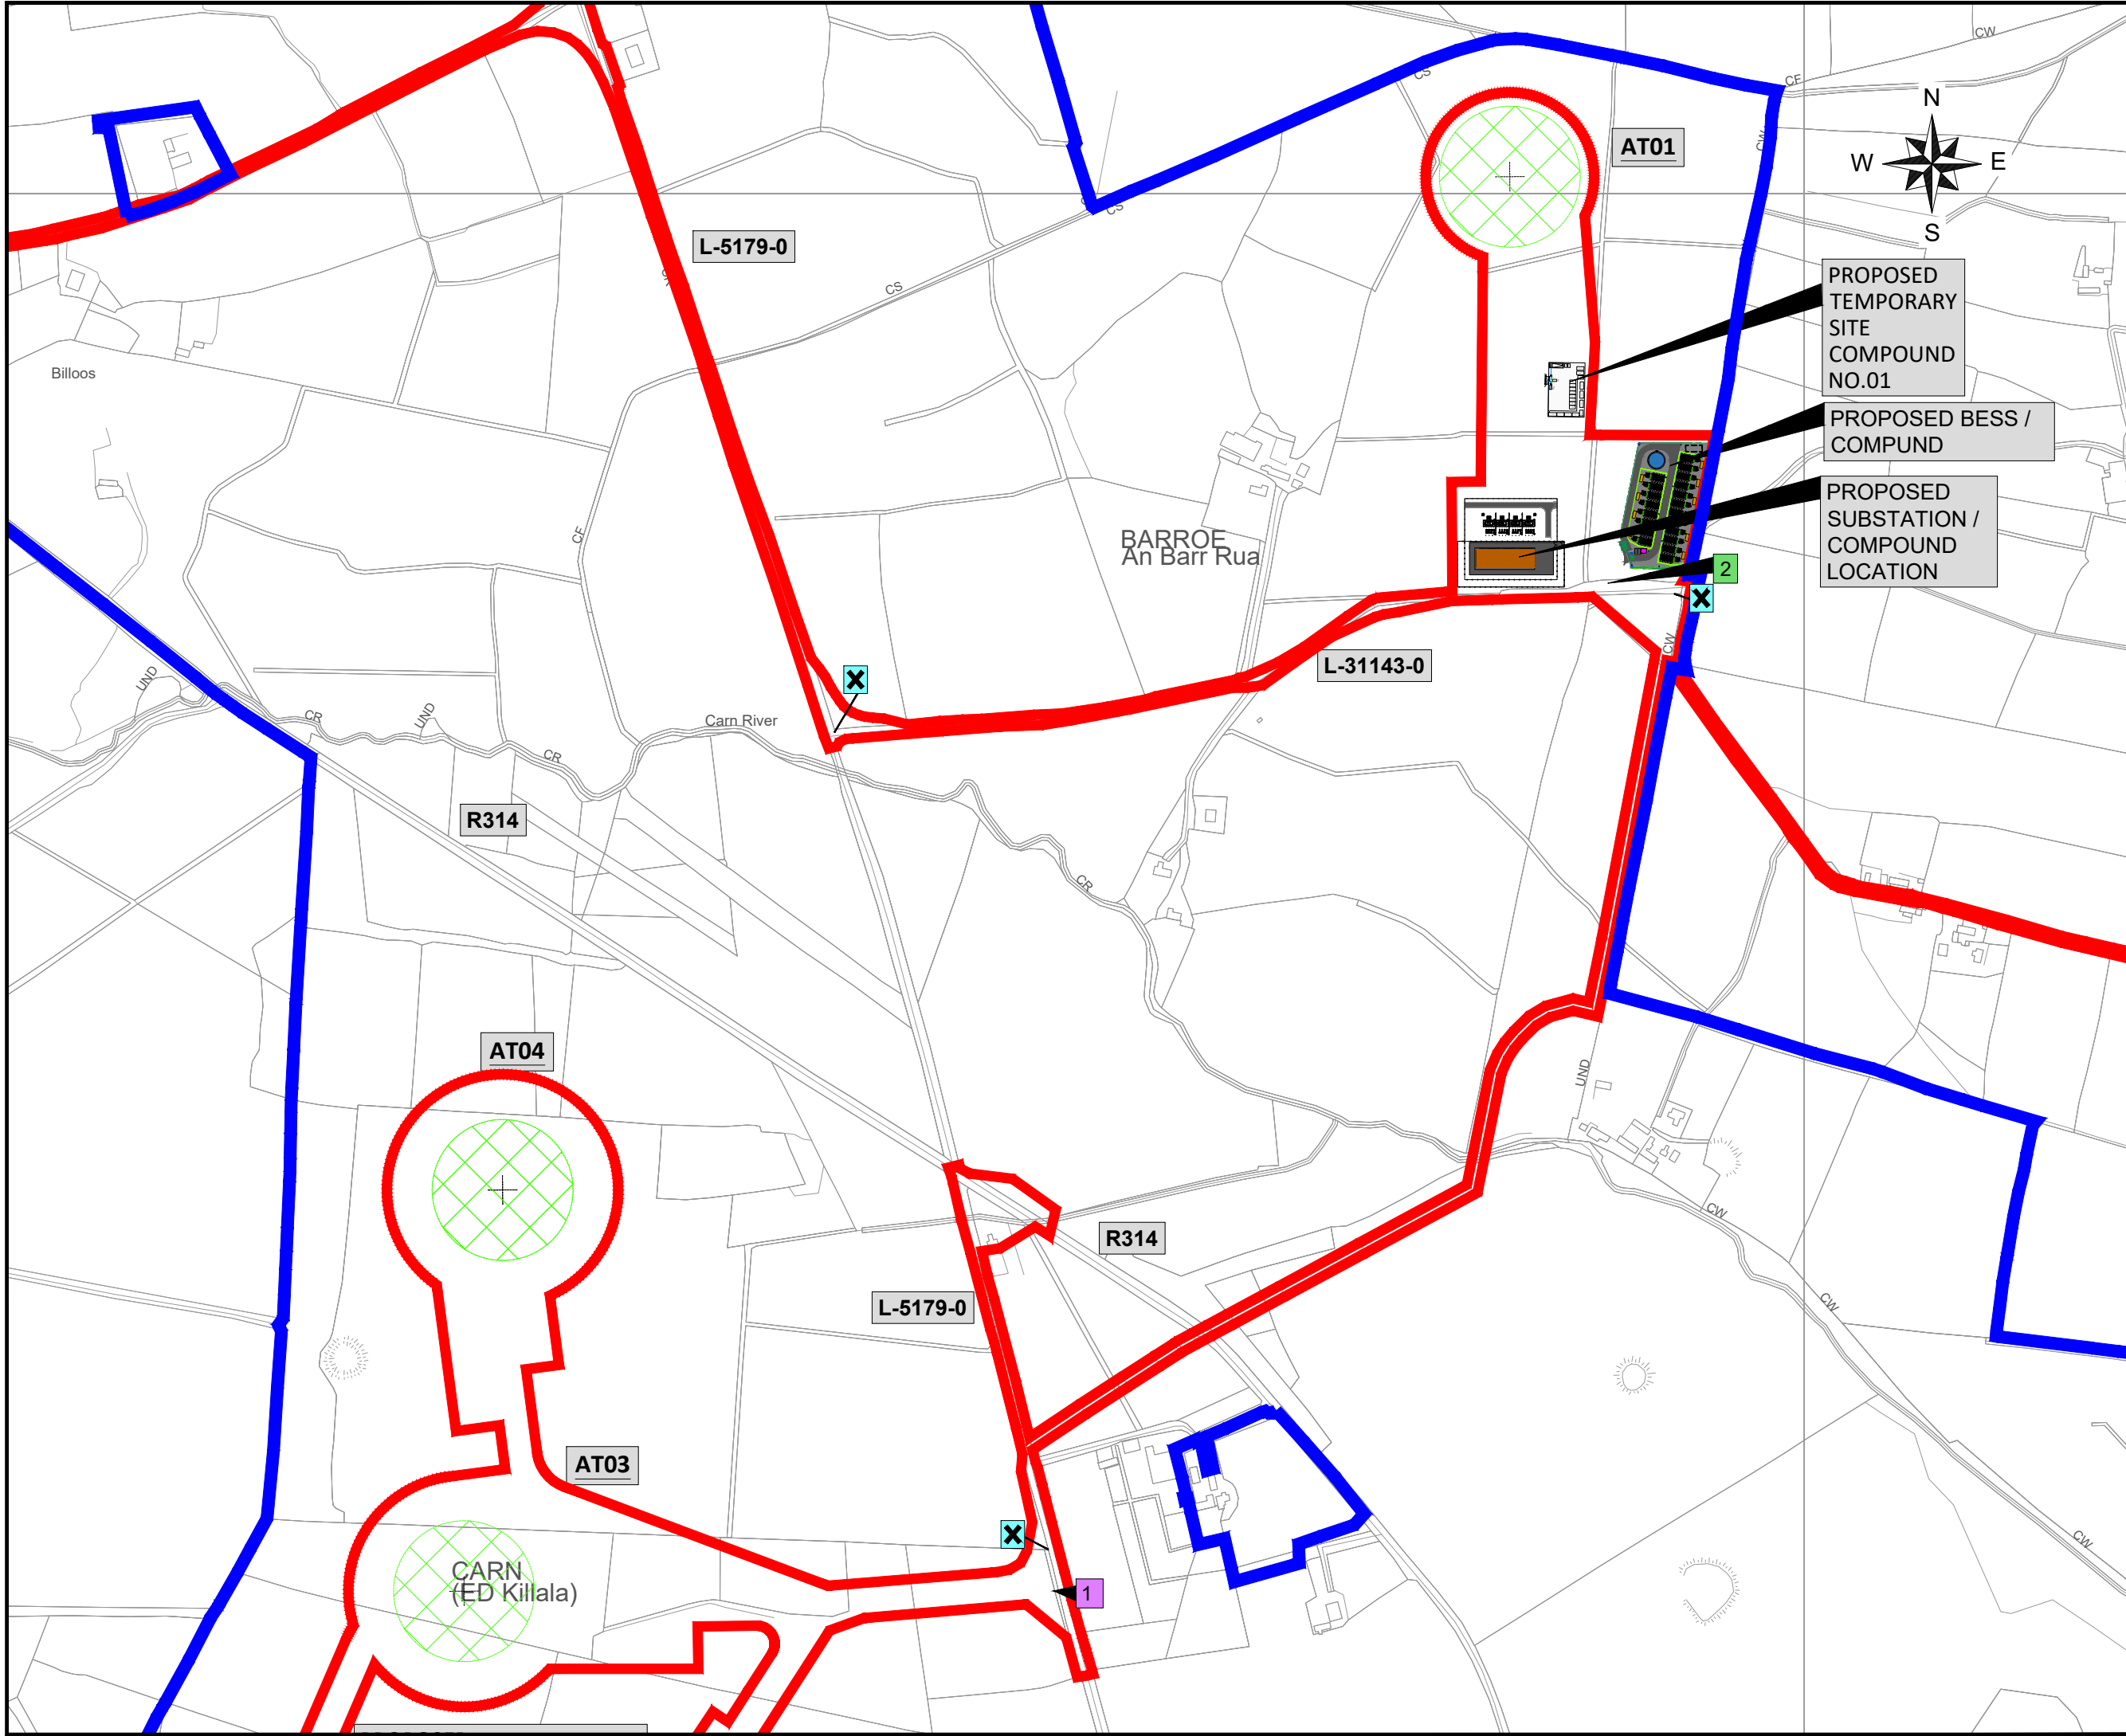 CW
CS
CF
N
AT01
CW
W
E
CS
S
L-5179-0
PROPOSED
TEMPORARY
SITE
COMPOUND
NO.01
CS
Billoos
PROPOSED BESS /
COMPUND
PROPOSED
SUBSTATION /
COMPOUND
LOCATION
CF
BARROE
An Barr Rua
2
X
CW
L-31143-0
X
UND
CR
UND
Carn River
CR
R314
CR
AT04
UND
CW
R314
CW
L-5179-0
AT03
X
CW
CARN
(ED Killala)
1